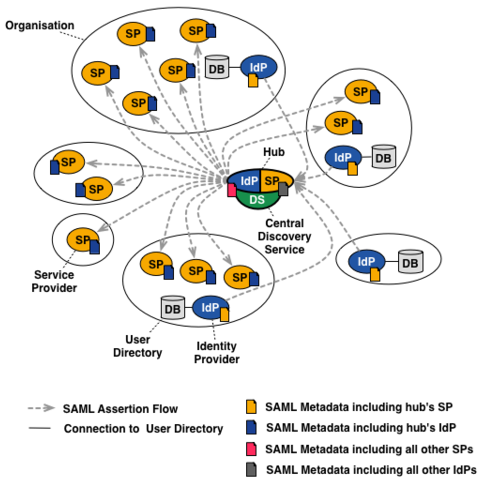 Organisation
SP
SP
SP
SP
DB
IdP
SP
SP
SP
IdP
DB
Hub
SP
SP
IdP
SP
DS
Central
Discovery
Service
SP
Service
Provider
SP
SP
SP
IdP
DB
DB
IdP
User
Directory
Identity
Provider
SAML Assertion Flow
Connection to User Directory
SAML Metadata including hub's SP
SAML Metadata including hub's IdP
SAML Metadata including all other SPs
SAML Metadata including all other IdPs